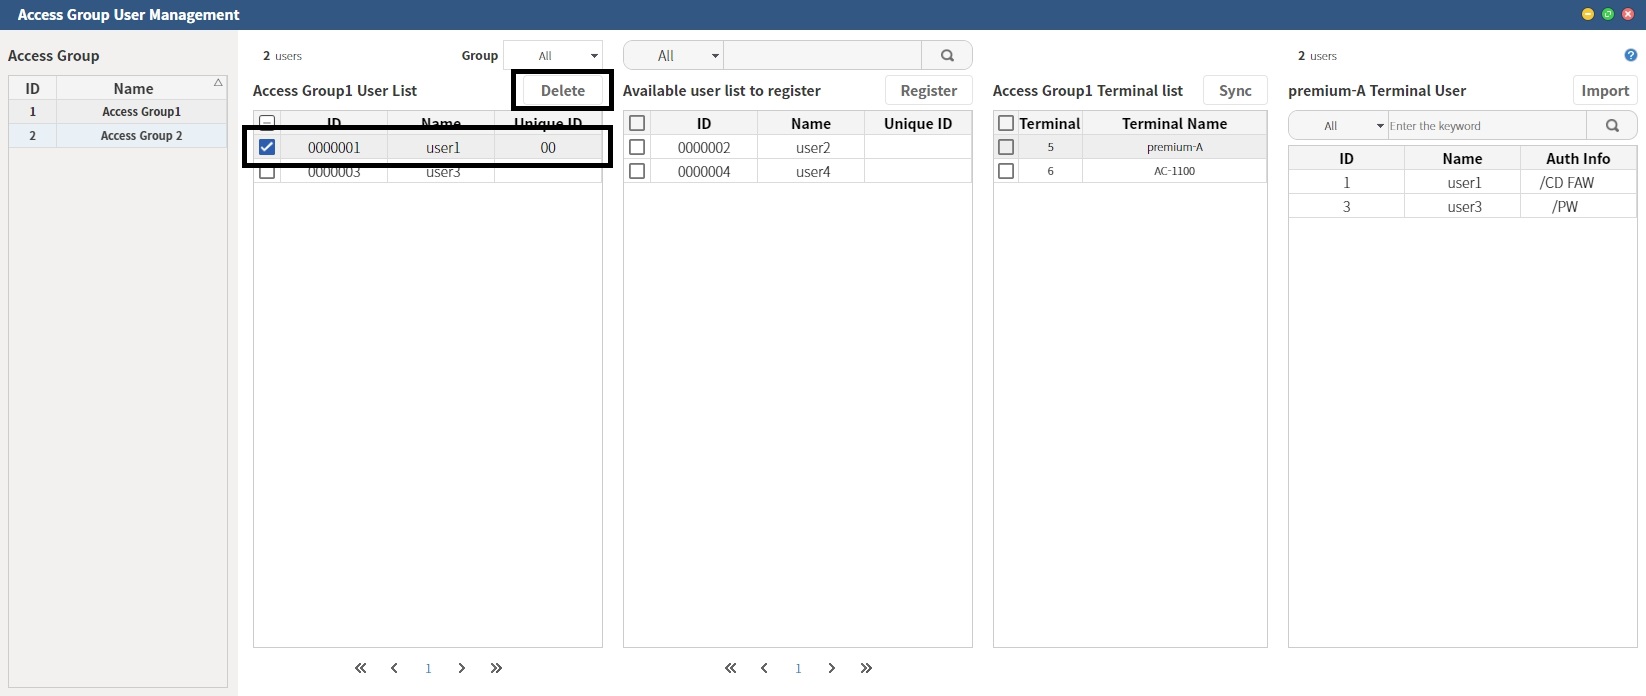 Access Group User Management
Access Group
ID Name
1 Access Group1
2 Access Group 2
2 users Group All
Access Group1 User List Delete
ID Name Unique ID
0000001 user1 00
0000003 user3
1
All
Available user list to register Register
ID Name Unique ID
0000002 user2
0000004 user4
1
Access Group1 Terminal list Sync
Terminal Terminal Name
5 premium-A
6 AC-1100
2 users
premium-A Terminal User Import
All Enter the keyword
ID Name Auth Info
1 user1 /CD FAW
3 user3 /PW